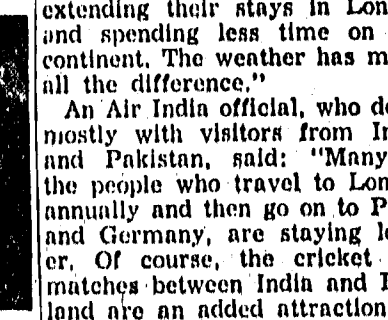 extending their stays in Lon
and spending less time on
continent. The weather has m
all the difference."
An Air India official, who d
mostly with visitors from I
and Pakistan, said: "Many
the people who travel to Lon
annually and then go on to P
and Germany, are staying l
er. Of course, the cricket
matches between India and
land are an added attraction